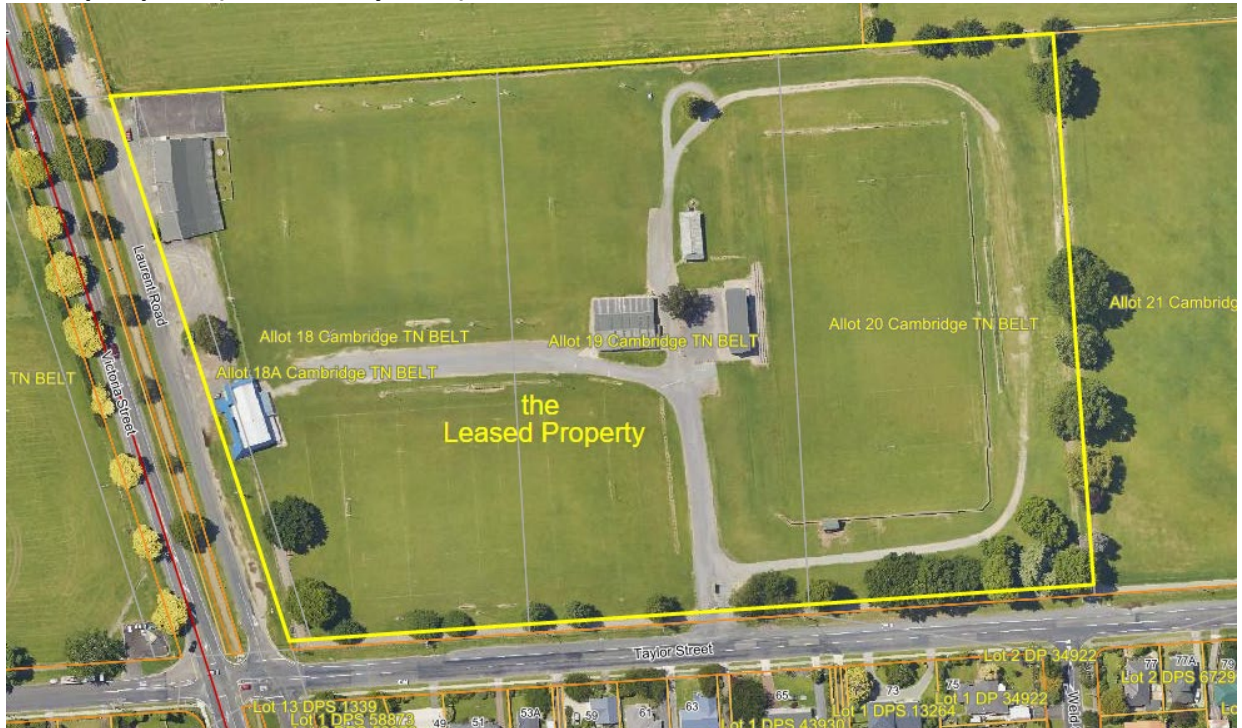 Laurent Road
Victoria Street
TN BELT
Allot 18 Cambridge TN BELT
Allot 18A Cambridge TN BELT
Allot 19 Cambridge TN BELT
Allot 20 Cambridge TN BELT
Allot 21 Cambridg
the
Leased Property
Taylor Street
Lot 2 DP 34922
Lot 13 DPS 1339
Lot 1 DPS 58873
49
51
53A
59
61
63
65
73
75
77
77A
79
Lot 2 DPS 6729
Lot 1 DP 34922
Lot 1 DPS 13264
Lot 1 DPS 43930